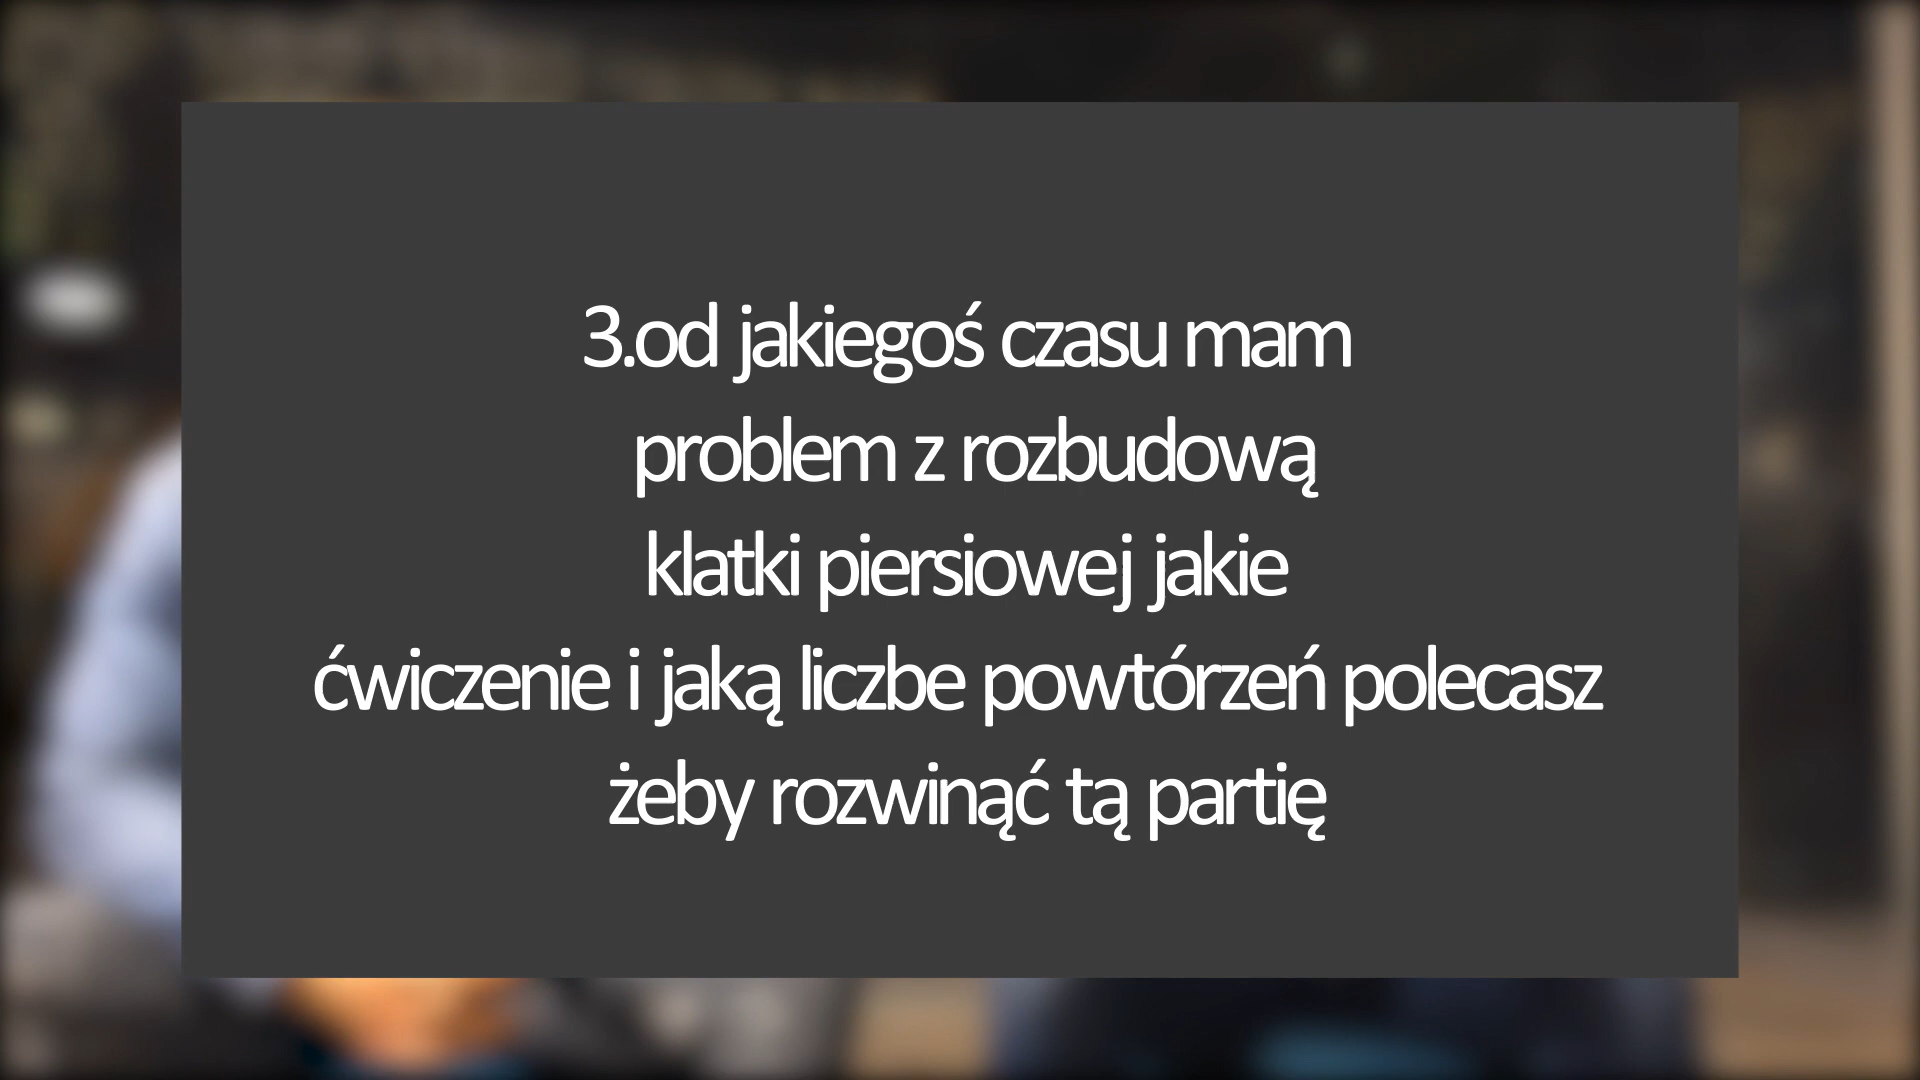 3.od jakiegoś czasu mam
problem z rozbudową
klatki piersiowej jakie
ćwiczenie i jaką liczbe powtórzeń polecasz
żeby rozwinąć tą partię